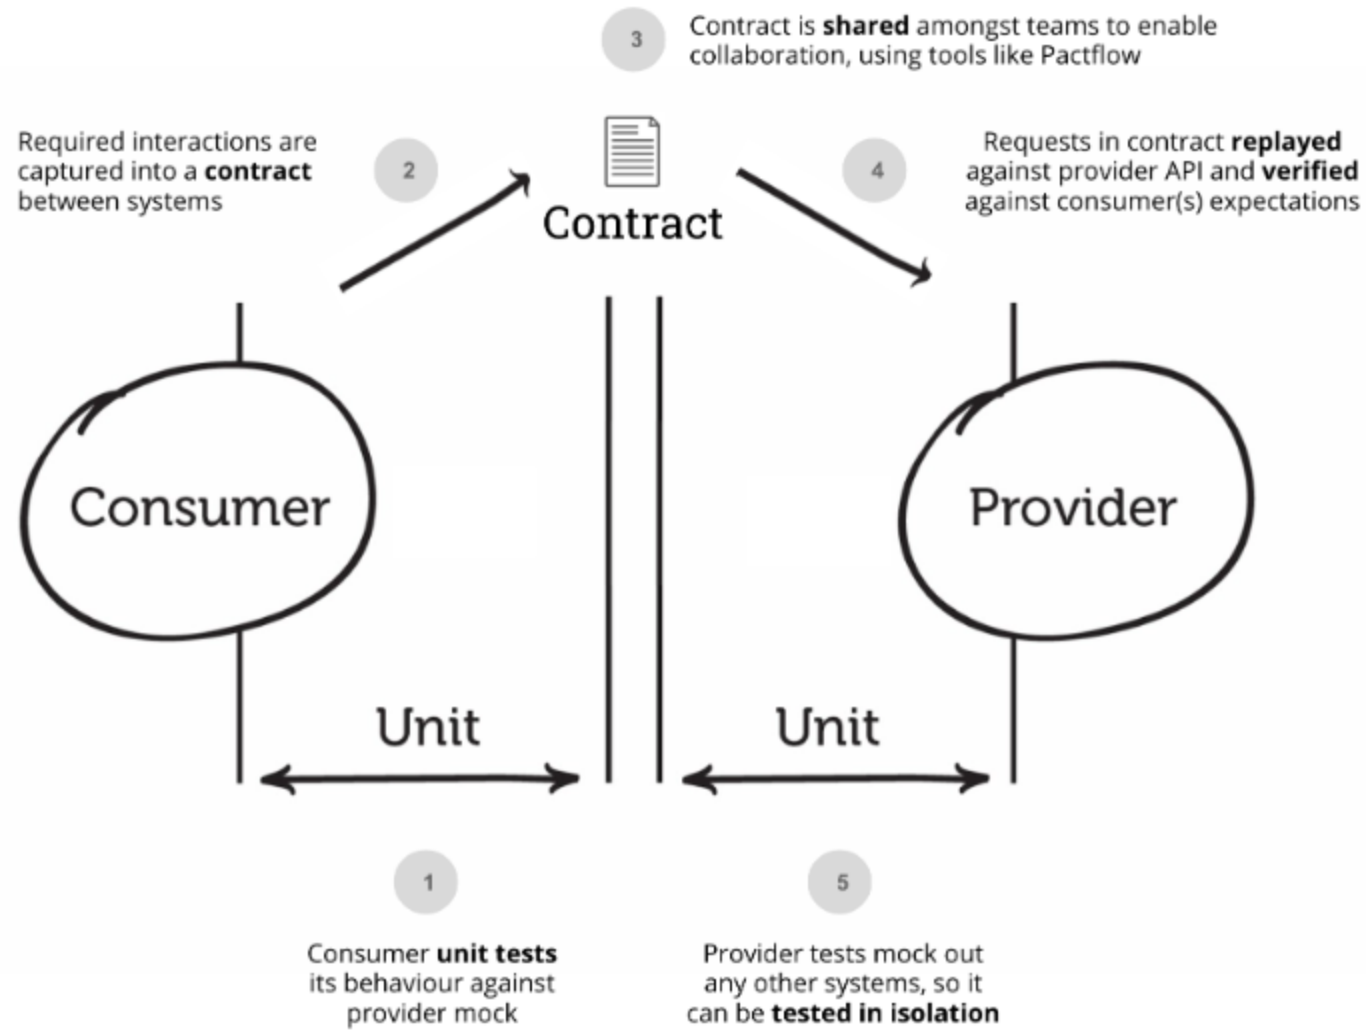 3
Contract is shared amongst teams to enable
collaboration, using tools like Pactflow
Required interactions are
captured into a contract
between systems
2
4
Requests in contract replayed
against provider API and verified
against consumer(s) expectations
Contract
Consumer
Provider
Unit
Unit
1
Consumer unit tests
its behaviour against
provider mock
5
Provider tests mock out
any other systems, so it
can be tested in isolation